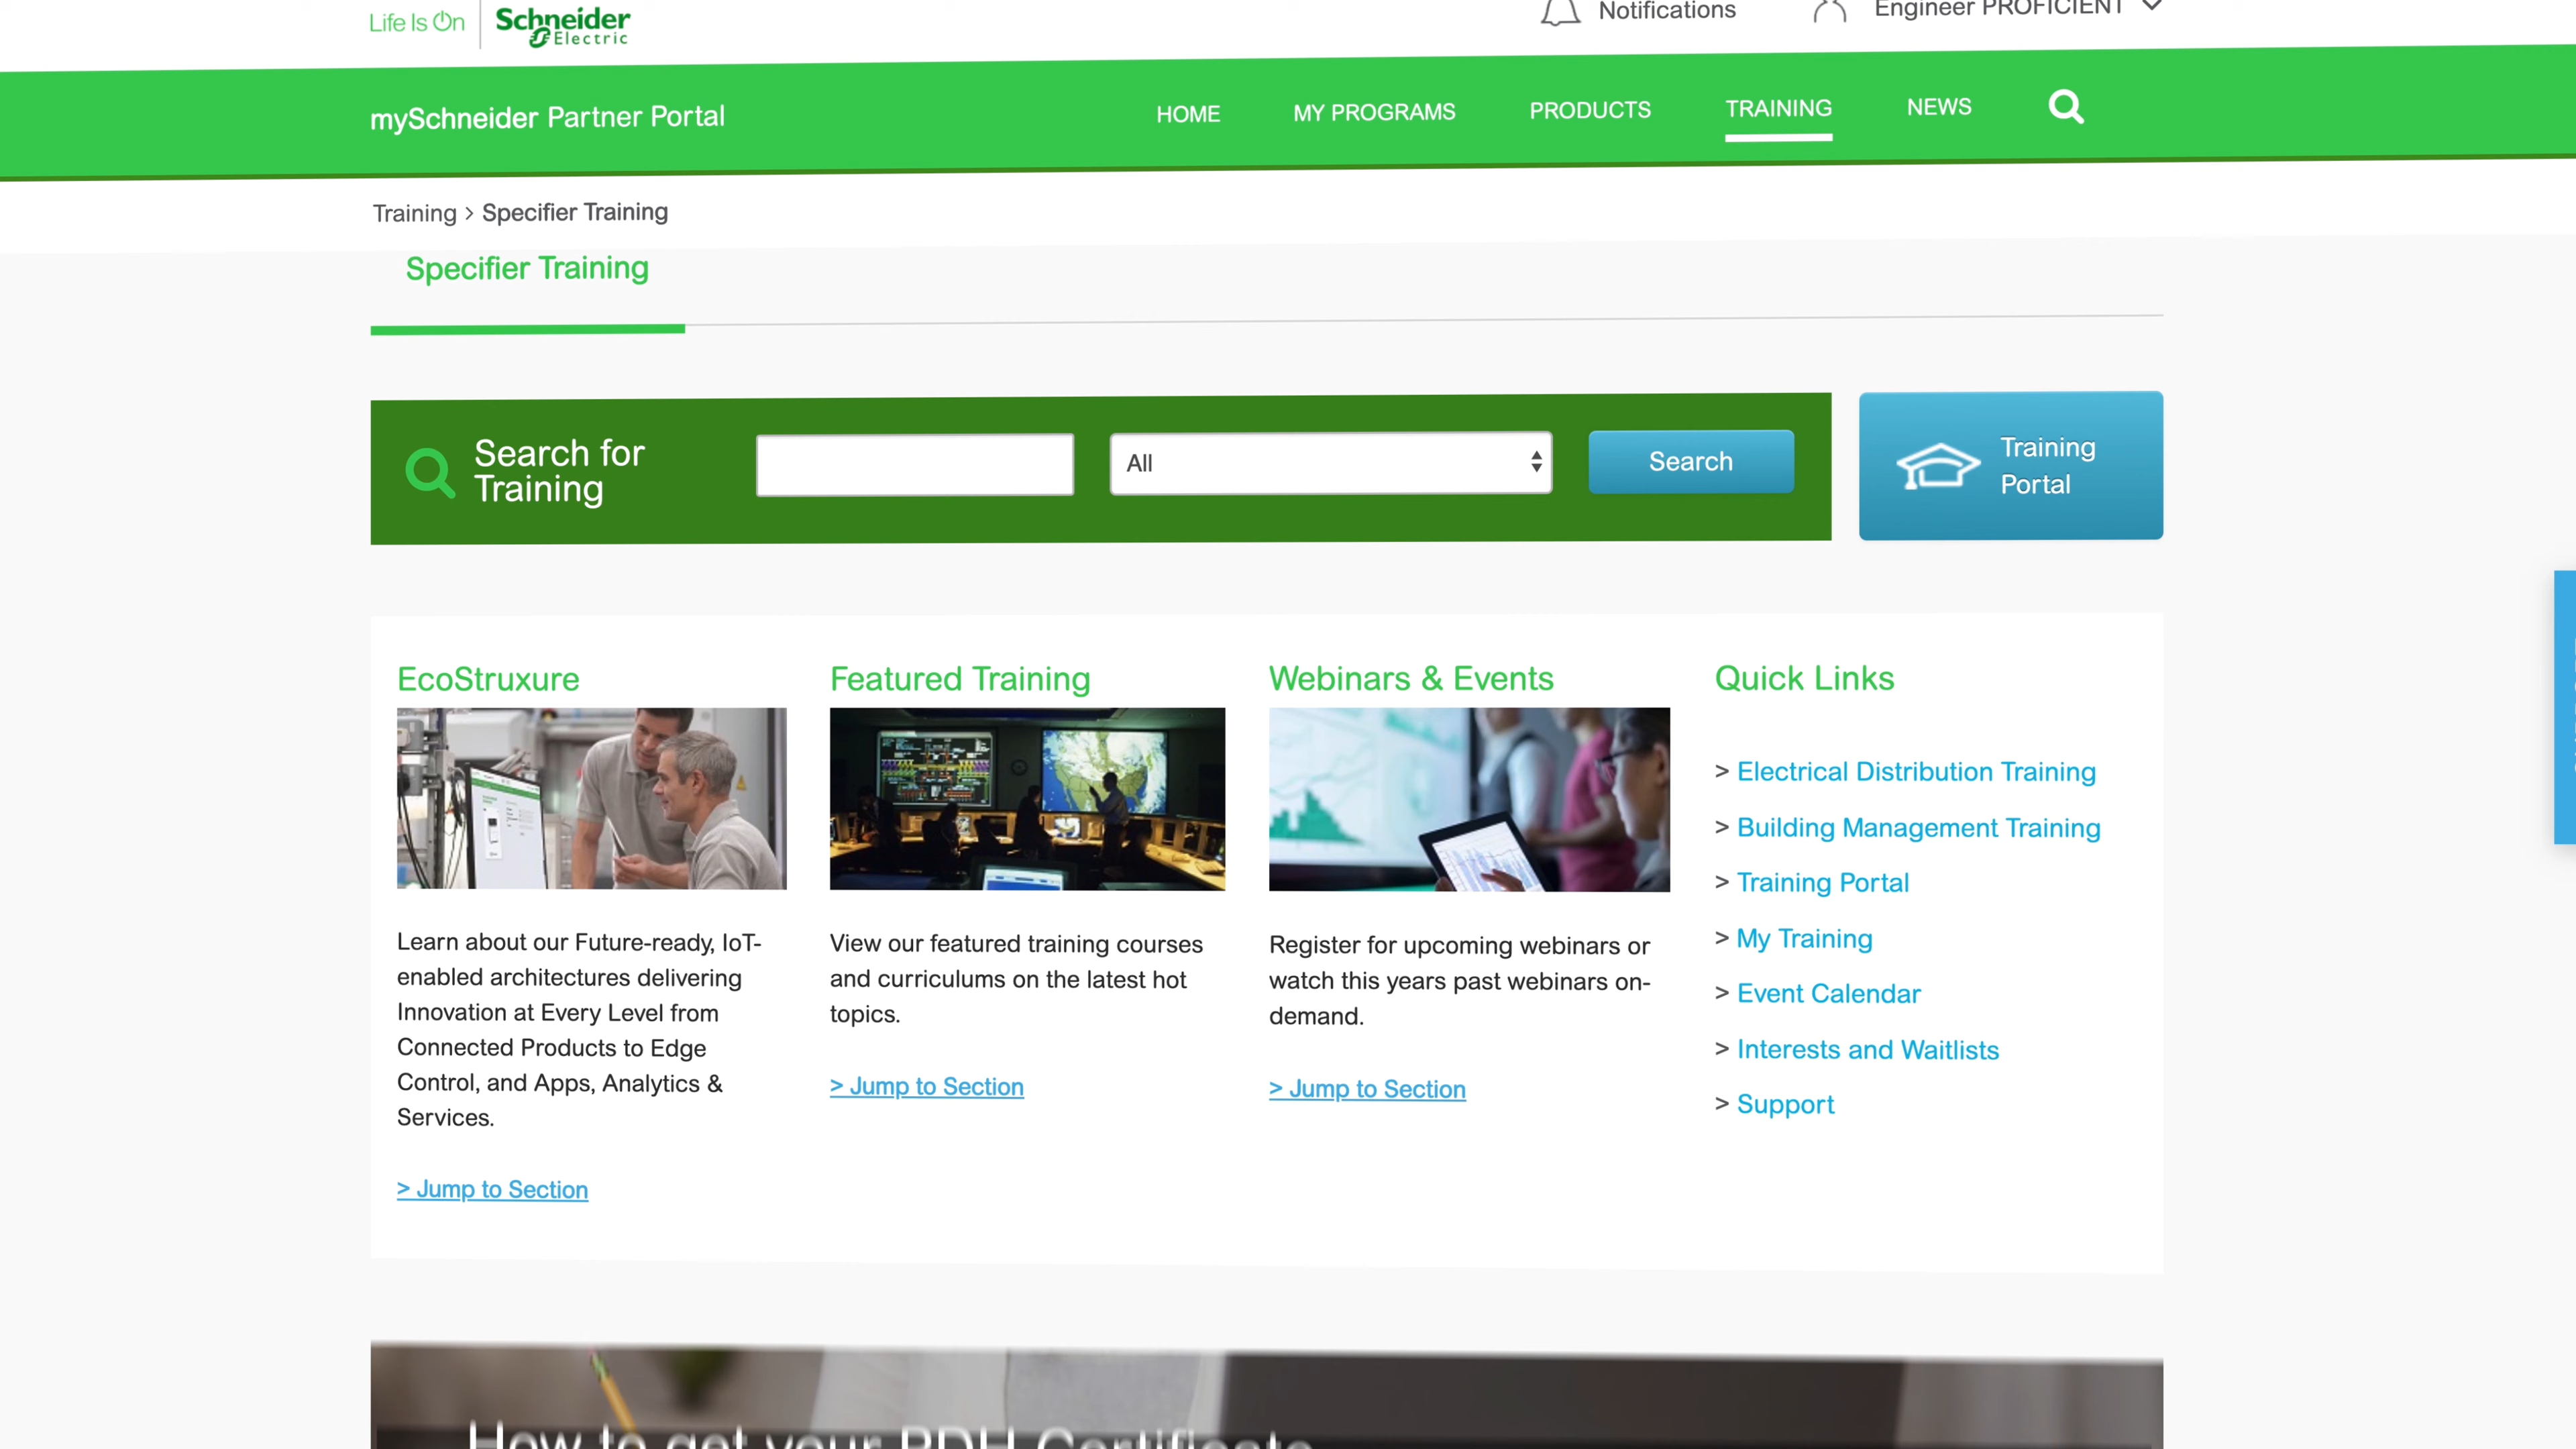 Life Is On
Schneider
Electric
Notifications
Engineer PROFICIENT
mySchneider Partner Portal
HOME
MY PROGRAMS
PRODUCTS
TRAINING
NEWS
Training > Specifier Training
Specifier Training
Search for
Training
All
Search
Training
Portal
EcoStruxure
Learn about our Future-ready, IoT-
enabled architectures delivering
Innovation at Every Level from
Connected Products to Edge
Control, and Apps, Analytics &
Services.
> Jump to Section
Featured Training
View our featured training courses
and curriculums on the latest hot
topics.
> Jump to Section
Webinars & Events
Register for upcoming webinars or
watch this years past webinars on-
demand.
> Jump to Section
Quick Links
> Electrical Distribution Training
> Building Management Training
> Training Portal
> My Training
> Event Calendar
> Interests and Waitlists
> Support
How to get your PDH Certificate